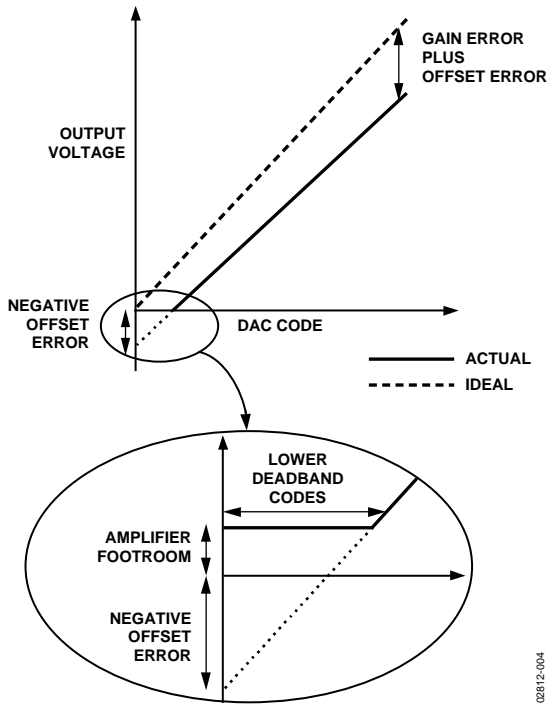 GAIN ERROR
PLUS
OFFSET ERROR
OUTPUT
VOLTAGE
NEGATIVE
OFFSET
ERROR
DAC CODE
ACTUAL
IDEAL
LOWER
DEADBAND
CODES
AMPLIFIER
FOOTROOM
NEGATIVE
OFFSET
ERROR
02812-004